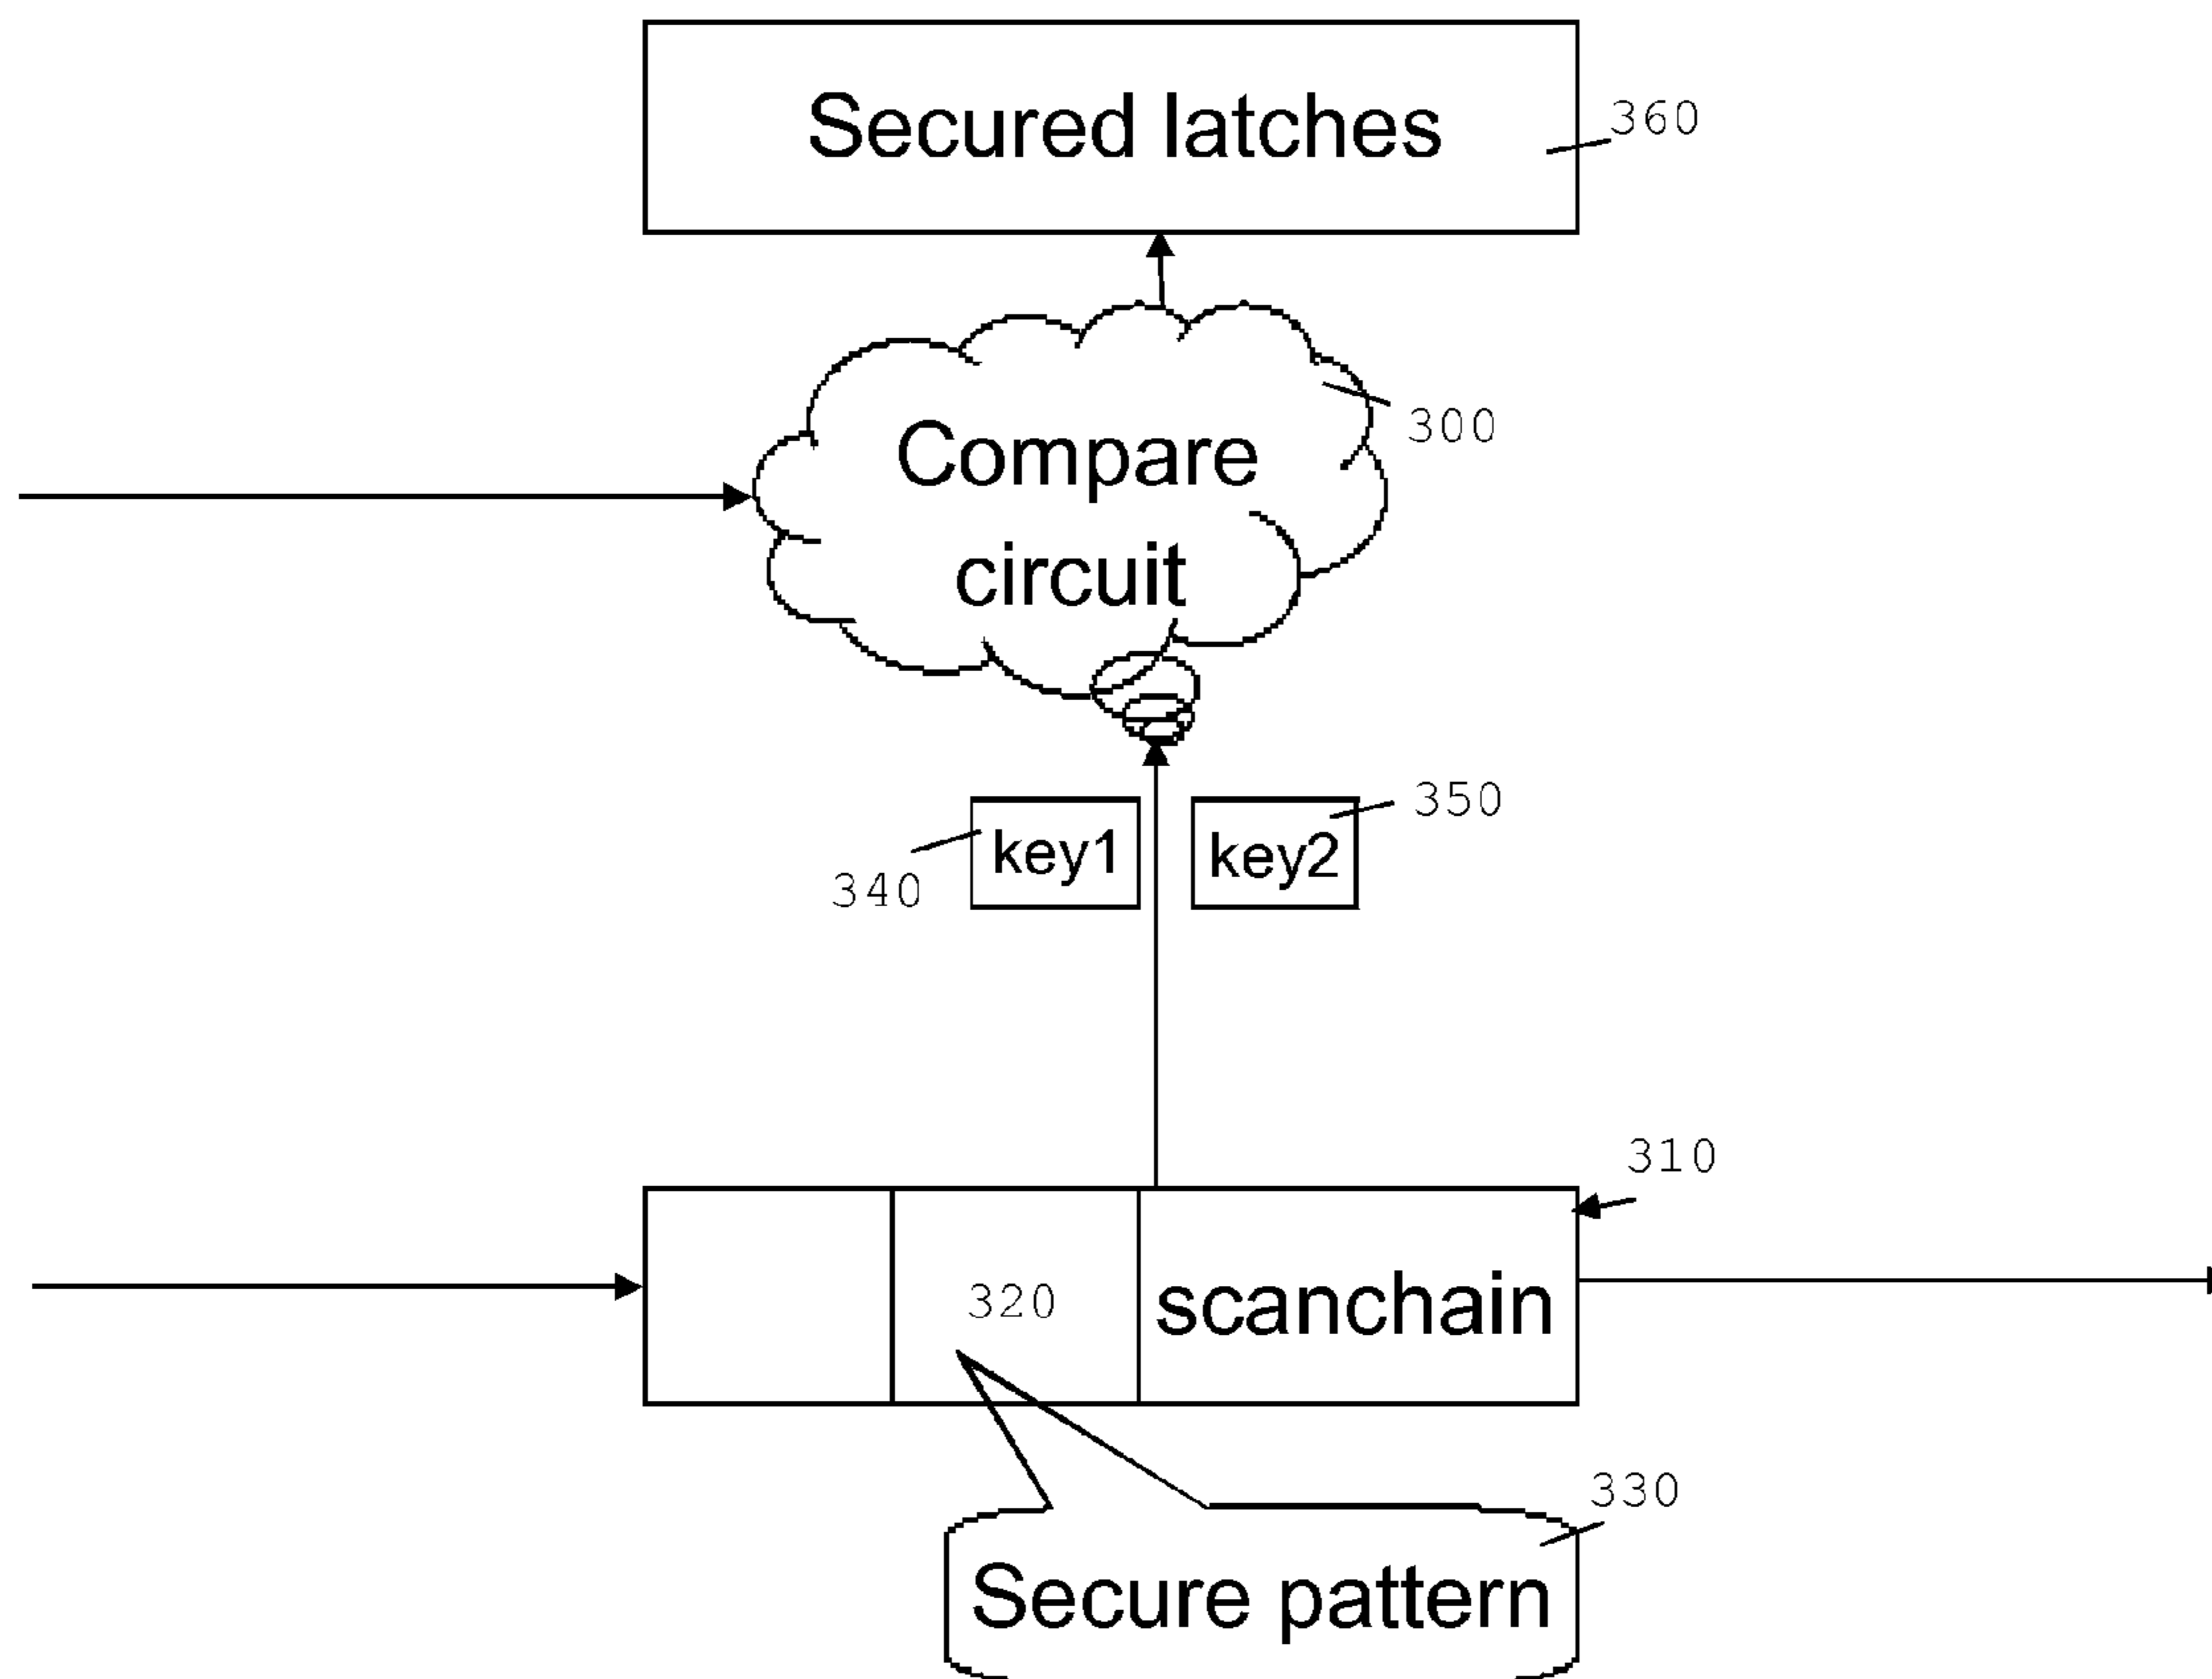 Secured latches
360
Compare
circuit
300
key1
key2
350
340
310
320
scanchain
330
Secure pattern